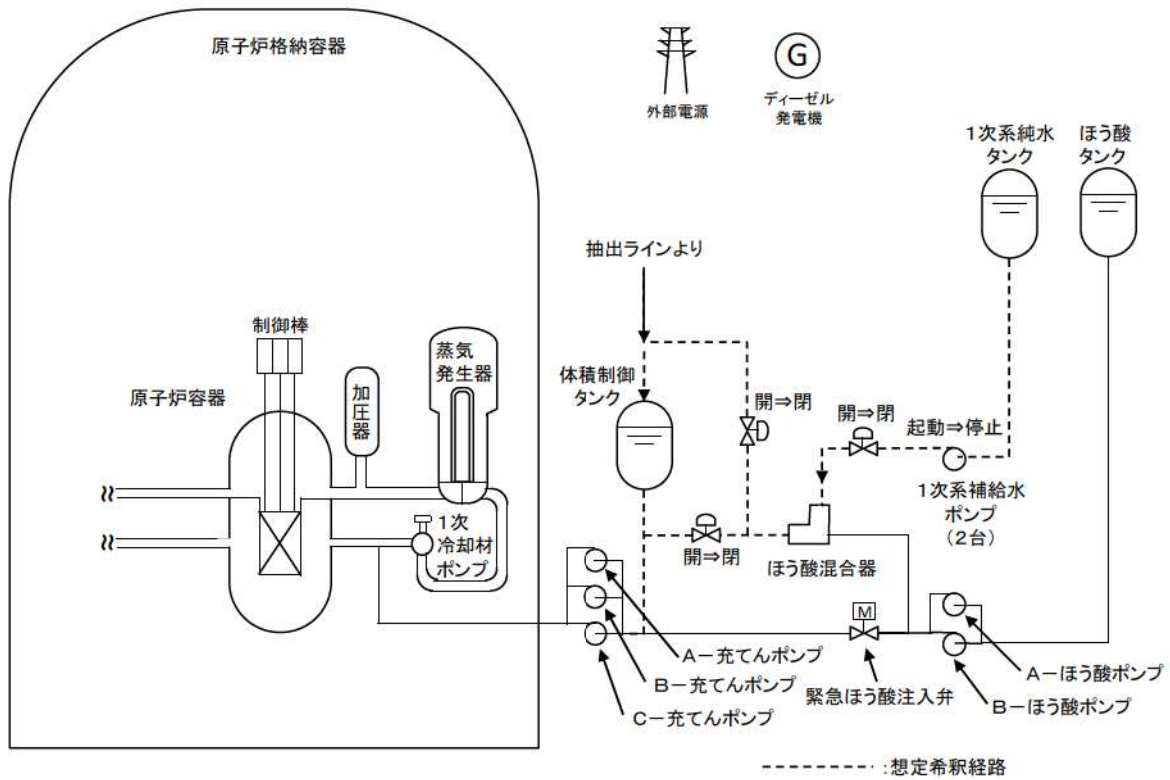 原子炉格納容器
外部電源
G
ディーゼル
発電機
1次系純水
タンク
ほう酸
タンク
抽出ラインより
制御棒
蒸気
発生器
体積制御
タンク
原子炉容器
加圧器
開⇒閉
開⇒閉
起動⇒停止
1次系補給水
ポンプ
(2台)
1次
冷却材
ポンプ
開⇒閉
ほう酸混合器
M
A-充てんポンプ
B-充てんポンプ
C-充てんポンプ
緊急ほう酸注入弁
A-ほう酸ポンプ
B-ほう酸ポンプ
:想定希釈経路